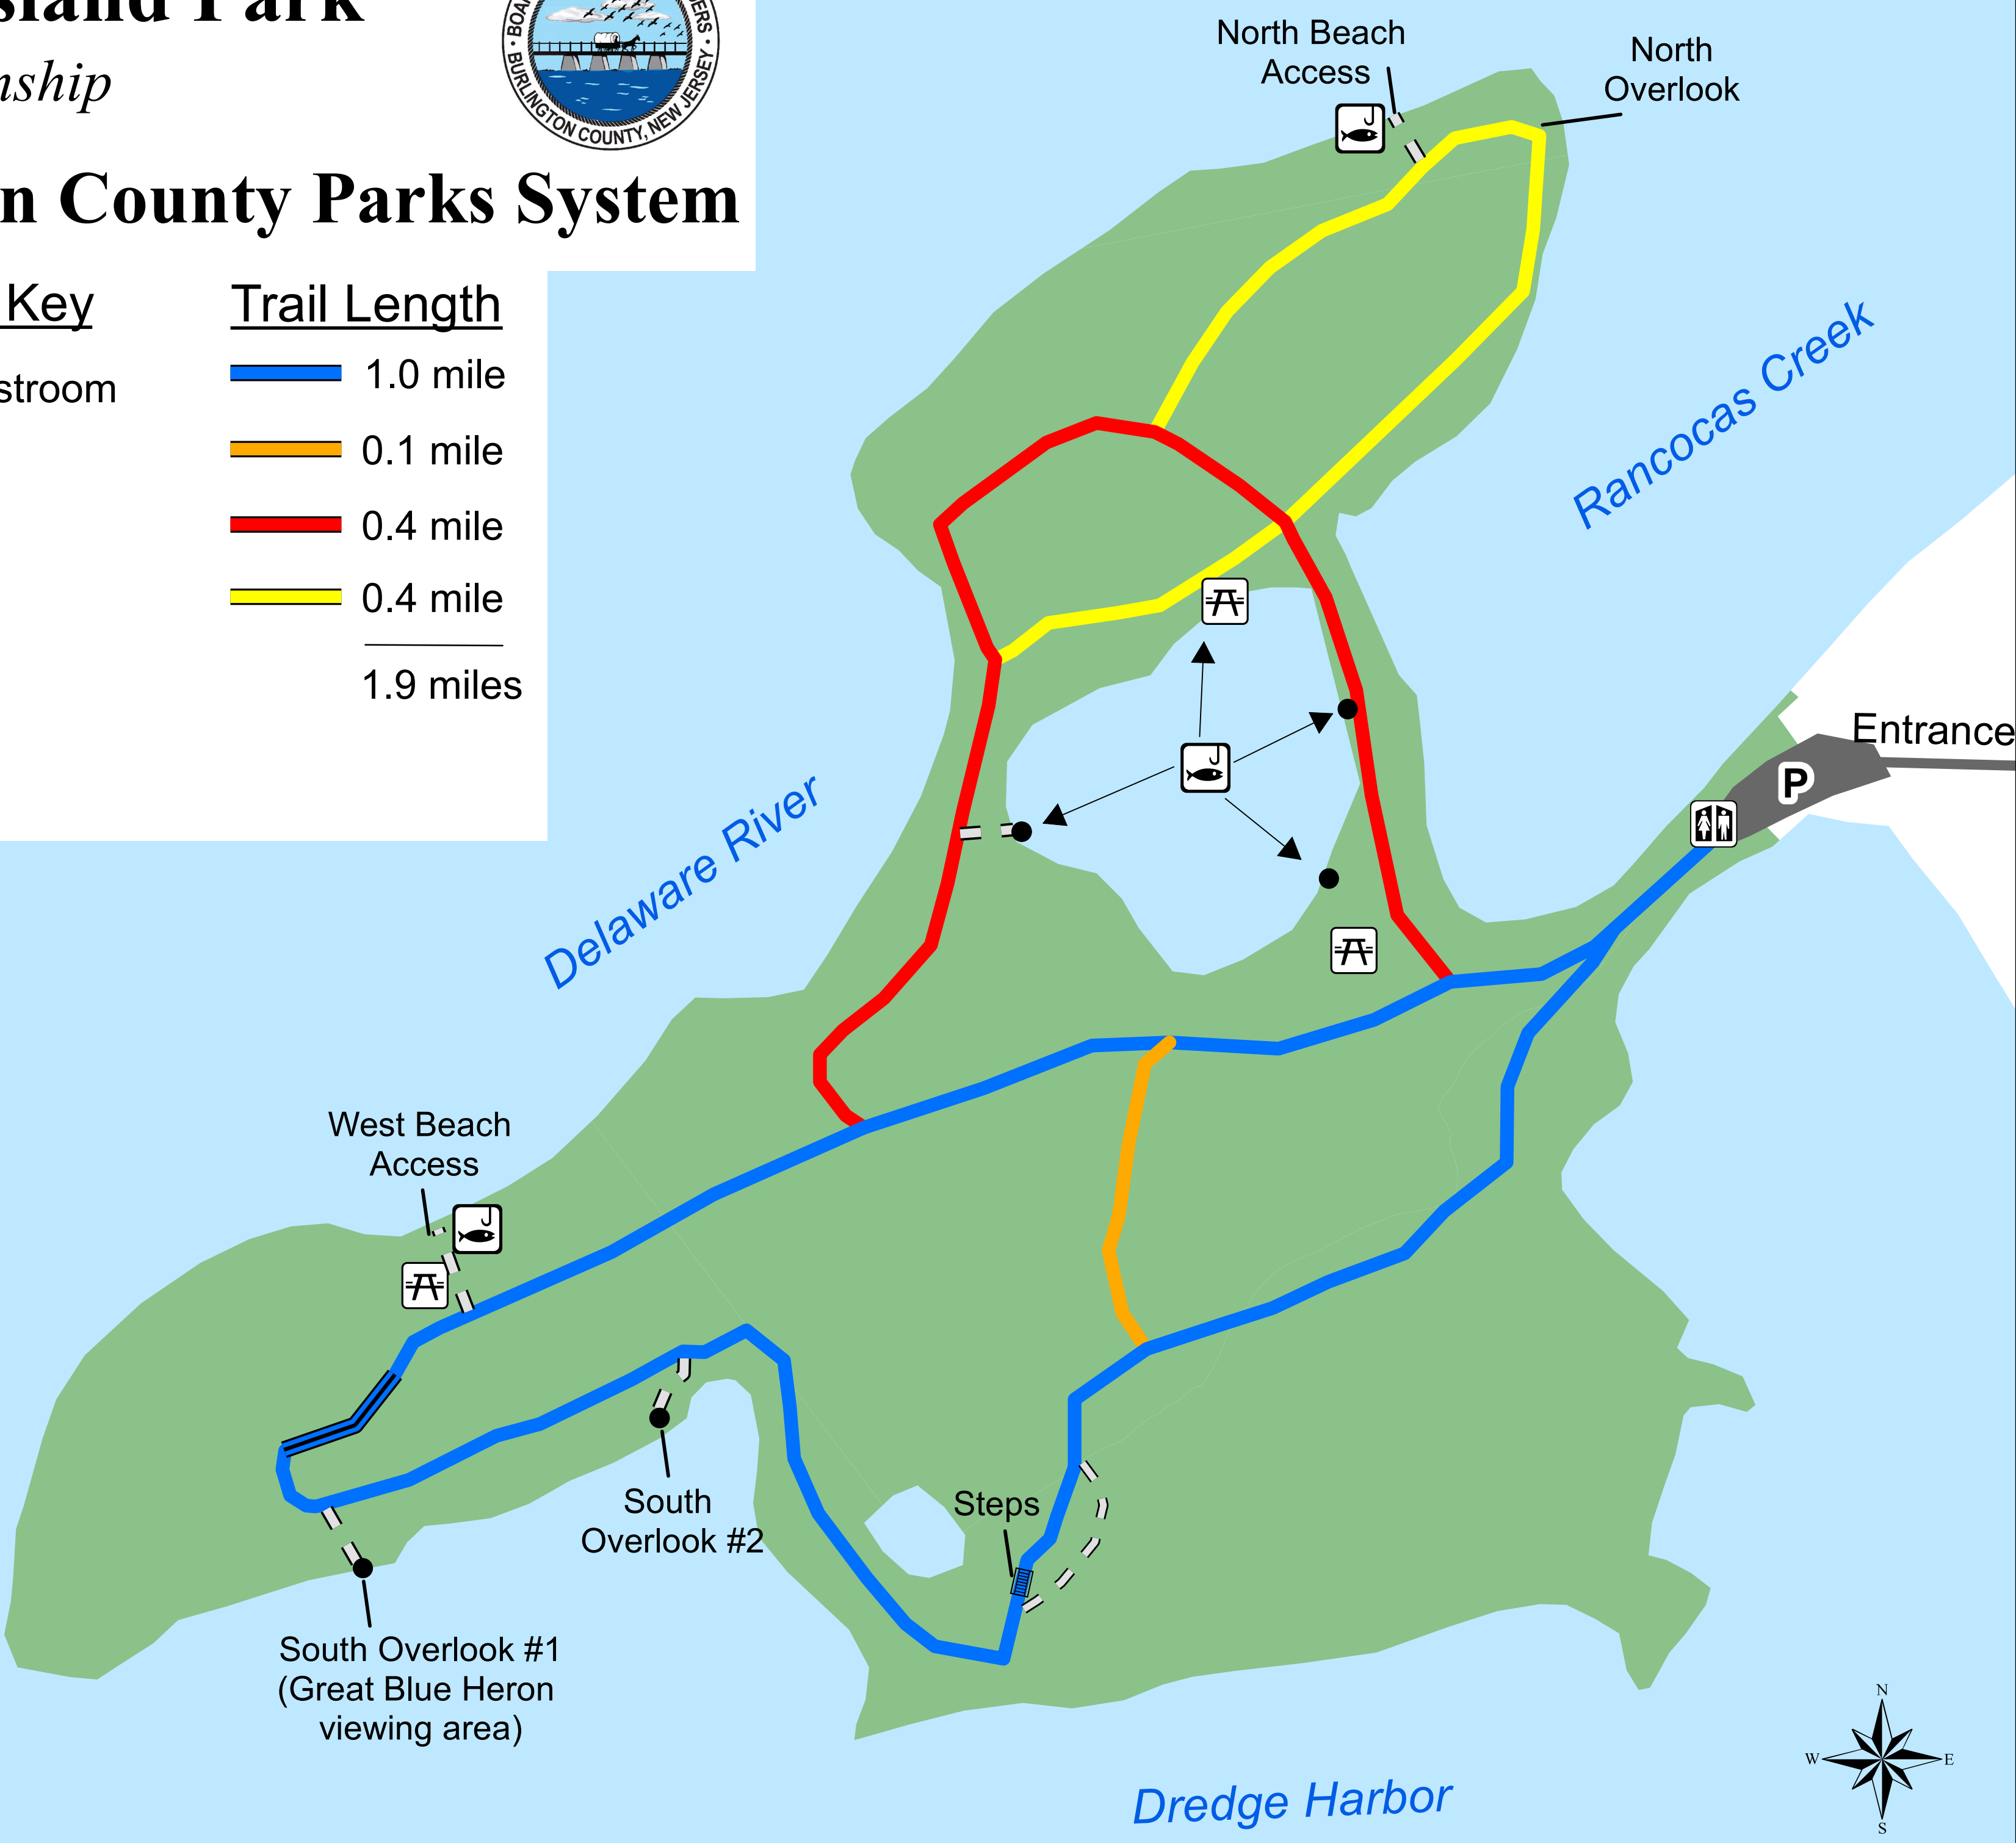 sland Park
nship
BOA
DERS
BURLINGTON COUNTY, NEW JERSEY
n County Parks System
Key
stroom
Trail Length
1.0 mile
0.1 mile
0.4 mile
0.4 mile
1.9 miles
North Beach
Access
North
Overlook
Rancocas Creek
Entrance
P
Delaware River
West Beach
Access
South
Overlook #2
Steps
South Overlook #1
(Great Blue Heron
viewing area)
Dredge Harbor
N
W
E
S